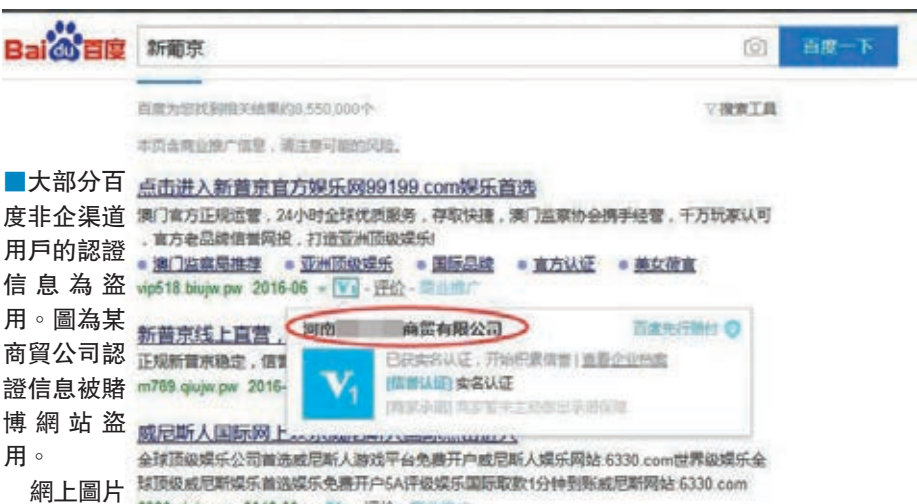 Bai du 百度
新葡京
百度一下
百度为您找到相关结果约8,550,000个
搜索工具
本页含商业推广信息，请注意可能的风险。
■大部分百
度非企渠道
用戶的認證
信息為盜
用。圖為某
商貿公司認
證信息被賭
博網站盜
用。
網上圖片
点击进入新普京官方娱乐网99199.com娱乐首选
澳门官方正规运营，24小时全球优质服务，存取快捷，澳门监察协会携手经营，千万玩家认可
，官方老品牌信誉网投，打造亚洲顶级娱乐!
澳门监察局推荐 亚洲顶级娱乐 国际品牌 官方认证 美女荷官
vip518.biujw.pw 2016-06 V1 - 评价 - 商业推广
新普京线上直营，
正规新普京稳定，信誉
m789.qiujw.pw 2016-
河南 商贸有限公司
百度先行赔付
V1
已获实名认证，开始积累信誉 | 查看企业档案
[信誉认证] 实名认证
威尼斯人国际网上
全球顶级娱乐公司首选威尼斯人游戏平台免费开户威尼斯人娱乐网站.6330.com世界级娱乐全
球顶级威尼斯娱乐首选娱乐免费开户5A评级娱乐国际取款1分钟到账威尼斯网站.6330.com